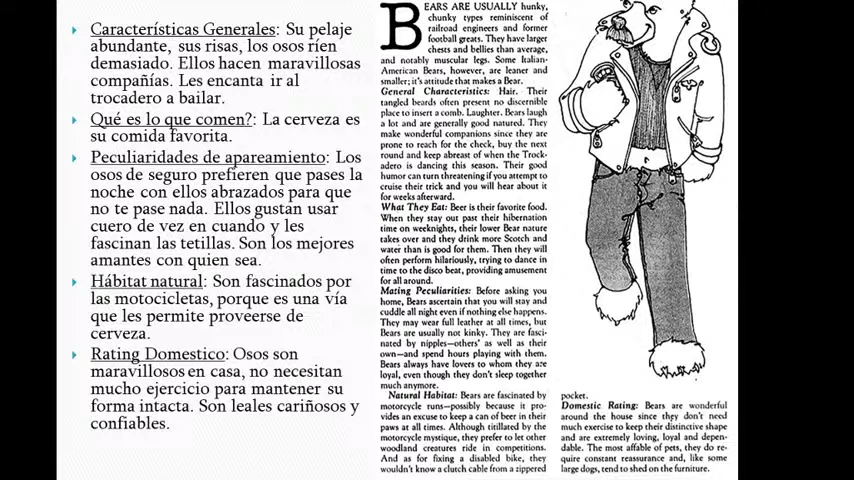 Características Generales: Su pelaje
abundante, sus risas, los osos ríen
demasiado. Ellos hacen maravillosas
compañías. Les encanta ir al
trocadero a bailar.
Qué es lo que comen?: La cerveza es
su comida favorita.
Peculiaridades de apareamiento: Los
osos de seguro prefieren que pases la
noche con ellos abrazados para que
no te pase nada. Ellos gustan usar
cuero de vez en cuando y les
fascinan las tetillas. Son los mejores
amantes con quien sea.
Hábitat natural: Son fascinados por
las motocicletas, porque es una vía
que les permite proveerse de
cerveza.
Rating Domestico: Osos son
maravillosos en casa, no necesitan
mucho ejercicio para mantener su
forma intacta. Son leales cariñosos y
confiables.
BEARS ARE USUALLY hunky,
chunky types reminiscent of
railroad engineers and former
football greats. They have larger
chests and bellies than average,
and notably muscular legs. Some Italian-
American Bears, however, are leaner and
smaller; it's attitude that makes a Bear.
General Characteristics: Hair. Their
tangled beards often present no discernible
place to insert a comb. Laughter. Bears laugh
a lot and are generally good natured. They
make wonderful companions since they are
prone to reach for the check, buy the next
round and keep abreast of when the Trock-
adero is dancing this season. Their good
humor can turn threatening if you attempt to
cruise their trick and you will hear about it
for weeks afterward.
What They Eat: Beer is their favorite food.
When they stay out past their hibernation
time on weeknights, their lower Bear nature
takes over and they drink more Scotch and
water than is good for them. Then they will
often perform hilariously, trying to dance in
time to the disco beat, providing amusement
for all around.
Mating Peculiarities: Before asking you
home, Bears ascertain that you will stay and
cuddle all night even if nothing else happens.
They may wear full leather at all times, but
Bears are usually not kinky. They are fasci-
nated by nipples—others' as well as their
own—and spend hours playing with them.
Bears always have lovers to whom they are
loyal, even though they don't sleep together
much anymore.
Natural Habitat: Bears are fascinated by
motorcycle runs—possibly because it pro-
vides an excuse to keep a can of beer in their
paws at all times. Although titillated by the
motorcycle mystique, they prefer to let other
woodland creatures ride in competitions.
And as for fixing a disabled bike, they
wouldn't know a clutch cable from a zippered
pocket.
Domestic Rating: Bears are wonderful
around the house since they don't need
much exercise to keep their distinctive shape
and are extremely loving, loyal and depen-
dable. The most affable of pets, they do re-
quire constant reassurance and, like some
large dogs, tend to shed on the furniture.